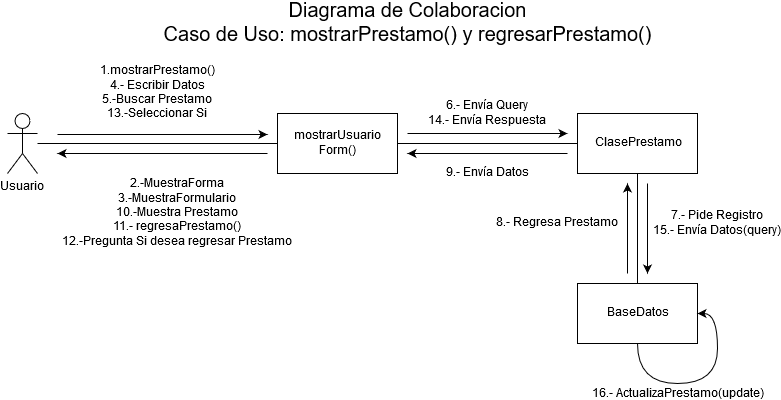 Diagrama de Colaboracion
Caso de Uso: mostrarPrestamo() y regresarPrestamo()
1.mostrarPrestamo()
4.- Escribir Datos
5.-Buscar Prestamo
13.-Seleccionar Si
Usuario
2.-MuestraForma
3.-MuestraFormulario
10.-Muestra Prestamo
11.- regresaPrestamo()
12.-Pregunta Si desea regresar Prestamo
mostrarUsuario
Form()
6.- Envía Query
14.- Envía Respuesta
9.- Envía Datos
ClasePrestamo
8.- Regresa Prestamo
7.- Pide Registro
15.- Envía Datos(query)
BaseDatos
16.- ActualizaPrestamo(update)